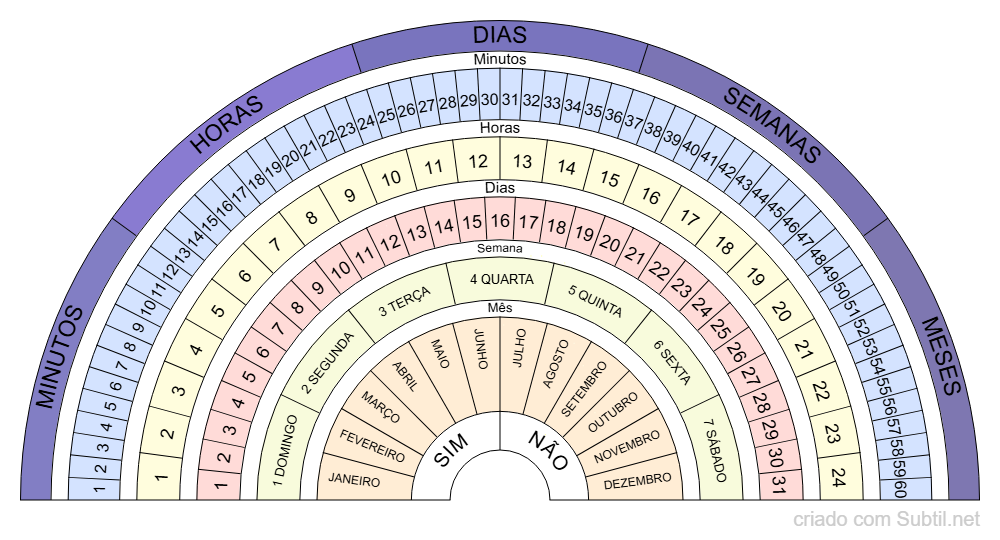 MINUTOS
HORAS
DIAS
SEMANAS
MESES
Minutos
1 2 3 4 5 6 7 8 9 10 11 12 13 14 15 16 17 18 19 20 21 22 23 24 25 26 27 28 29 30 31 32 33 34 35 36 37 38 39 40 41 42 43 44 45 46 47 48 49 50 51 52 53 54 55 56 57 58 59 60
Horas
1 2 3 4 5 6 7 8 9 10 11 12 13 14 15 16 17 18 19 20 21 22 23 24
Dias
1 2 3 4 5 6 7 8 9 10 11 12 13 14 15 16 17 18 19 20 21 22 23 24 25 26 27 28 29 30 31
Semana
1 DOMINGO
2 SEGUNDA
3 TERÇA
4 QUARTA
5 QUINTA
6 SEXTA
7 SÁBADO
Mês
JANEIRO
FEVEREIRO
MARÇO
ABRIL
MAIO
JUNHO
JULHO
AGOSTO
SETEMBRO
OUTUBRO
NOVEMBRO
DEZEMBRO
SIM
NÃO
criado com Subtil.net